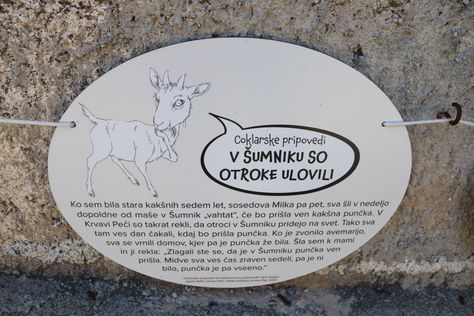 Coklarske pripovedi
V ŠUMNIKU SO
OTROKE ULOVILI
Ko sem bila stara kakšnih sedem let, sosedova Milka pa pet, sva šli v nedeljo
dopoldne od maše v Šumnik „vahtat“, če bo prišla ven kakšna punčka. V
Krvavi Peči so takrat rekli, da otroci v Šumniku pridejo na svet. Tako sva
tam ves dan čakali, kdaj bo prišla punčka. Ko je zvonilo avemarijo,
sva se vrnili domov, kjer pa je punčka že bila. Šla sem k mami
in ji rekla: „Zlagali ste se, da je v Šumniku punčka ven
prišla. Midve sva ves čas zraven sedeli, pa je ni
bilo, punčka je pa vseeno.“